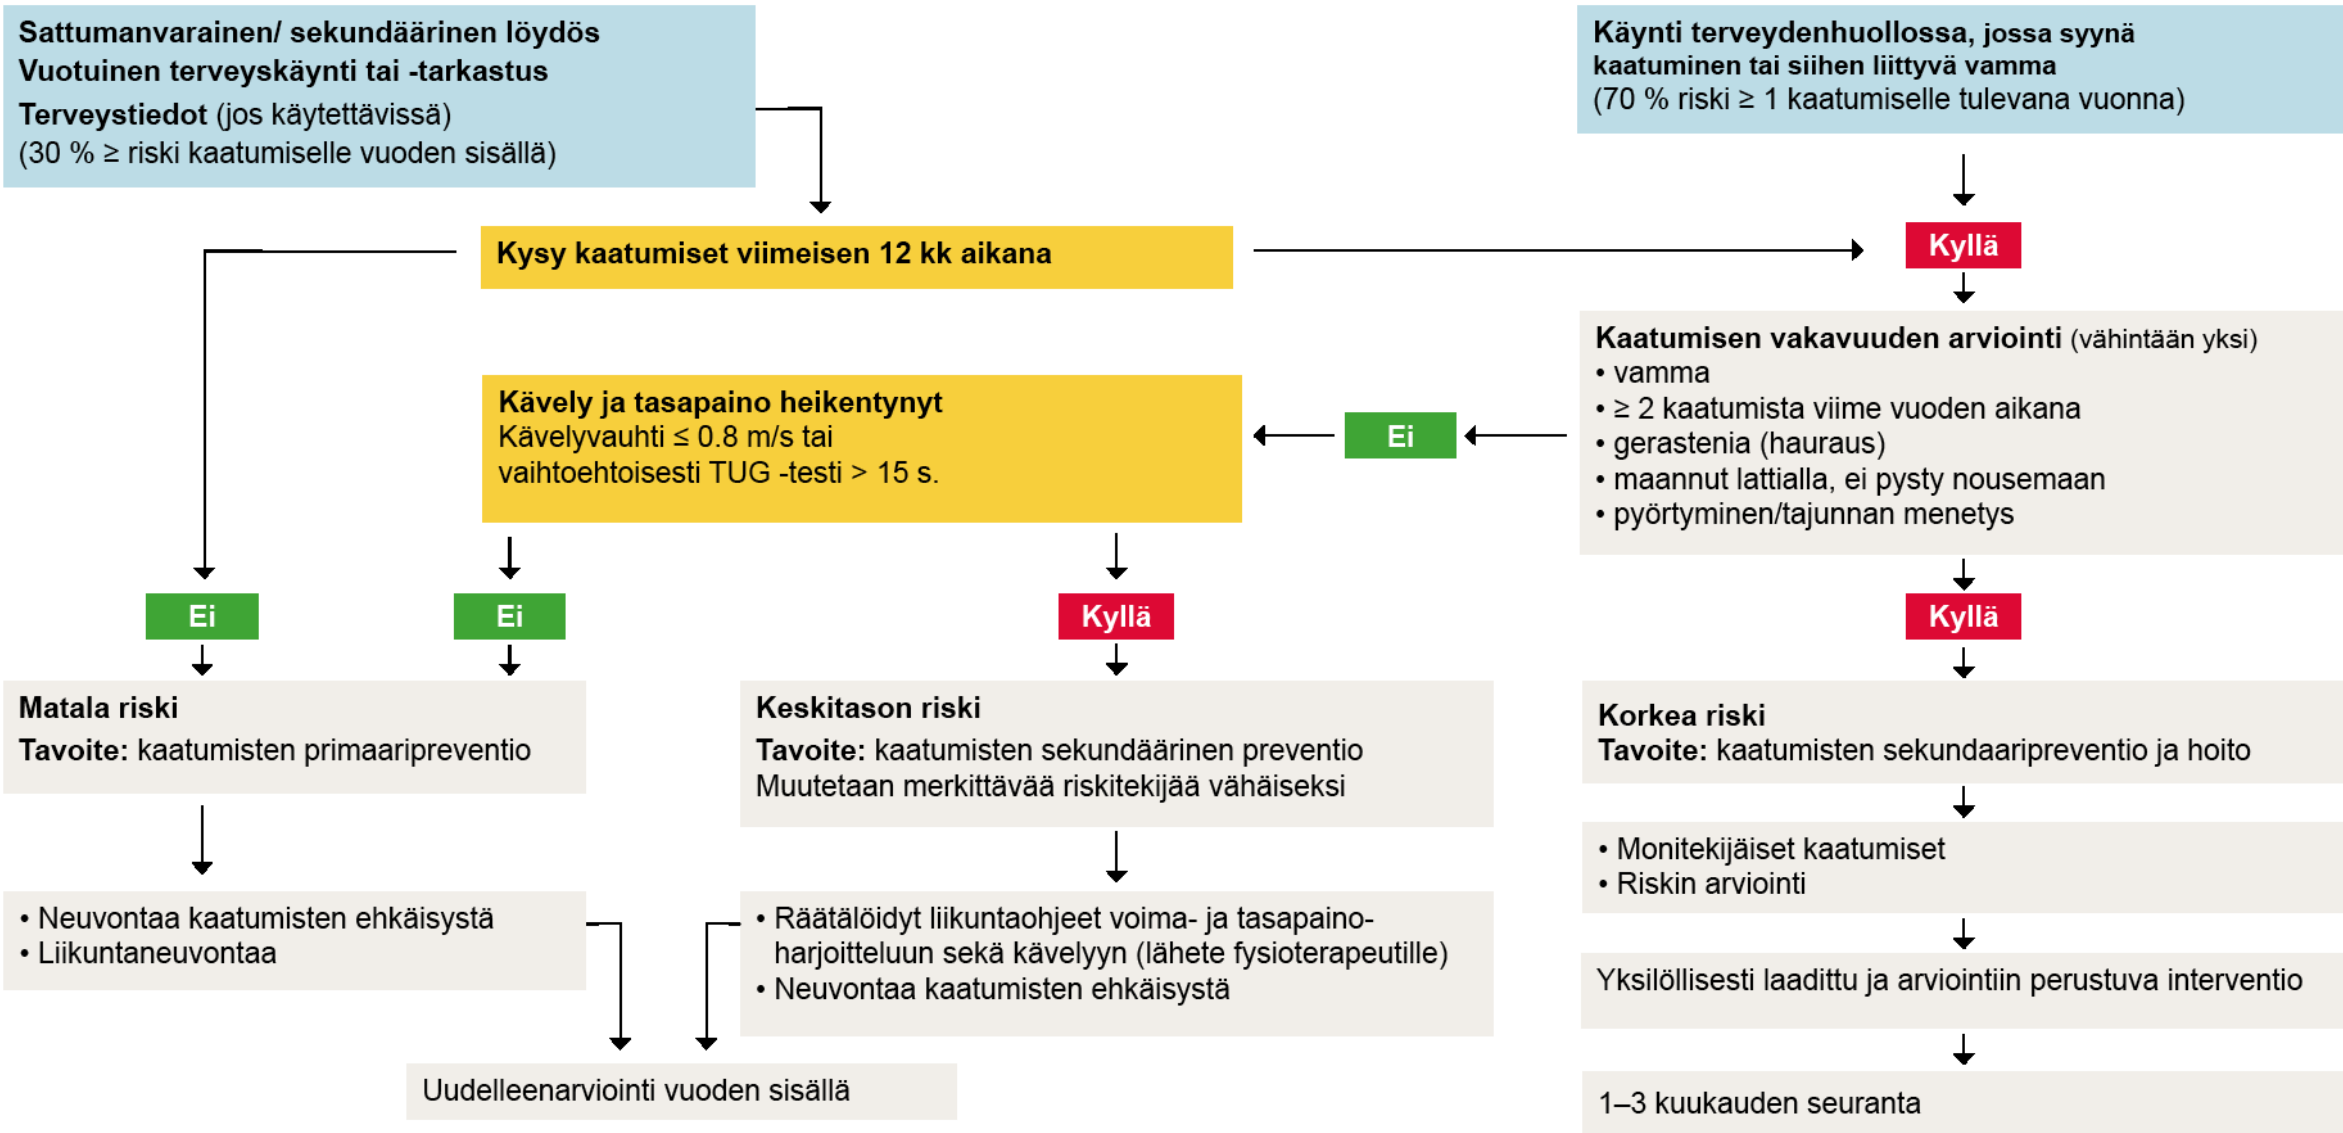 Sattumanvarainen/ sekundäärinen löydös
Vuotuinen terveyskäynti tai -tarkastus
Terveystiedot (jos käytettävissä)
(30 % ≥ riski kaatumiselle vuoden sisällä)
Käynti terveydenhuollossa, jossa syynä
kaatuminen tai siihen liittyvä vamma
(70 % riski ≥ 1 kaatumiselle tulevana vuonna)
Kysy kaatumiset viimeisen 12 kk aikana
Kyllä
Kaatumisen vakavuuden arviointi (vähintään yksi)
• vamma
• ≥ 2 kaatumista viime vuoden aikana
• gerastenia (hauraus)
• maannut lattialla, ei pysty nousemaan
• pyörtyminen/tajunnan menetys
Ei
Kävely ja tasapaino heikentynyt
Kävelyvauhti ≤ 0.8 m/s tai
vaihtoehtoisesti TUG -testi > 15 s.
Ei
Ei
Kyllä
Kyllä
Matala riski
Tavoite: kaatumisten primaaripreventio
Keskitason riski
Tavoite: kaatumisten sekundäärinen preventio
Muutetaan merkittävää riskitekijää vähäiseksi
Korkea riski
Tavoite: kaatumisten sekundaaripreventio ja hoito
• Monitekijäiset kaatumiset
• Riskin arviointi
• Neuvontaa kaatumisten ehkäisystä
• Liikuntaneuvontaa
• Räätälöidyt liikuntaohjeet voima- ja tasapaino-
harjoitteluun sekä kävelyyn (lähete fysioterapeutille)
• Neuvontaa kaatumisten ehkäisystä
Yksilöllisesti laadittu ja arviointiin perustuva interventio
Uudelleenarviointi vuoden sisällä
1–3 kuukauden seuranta